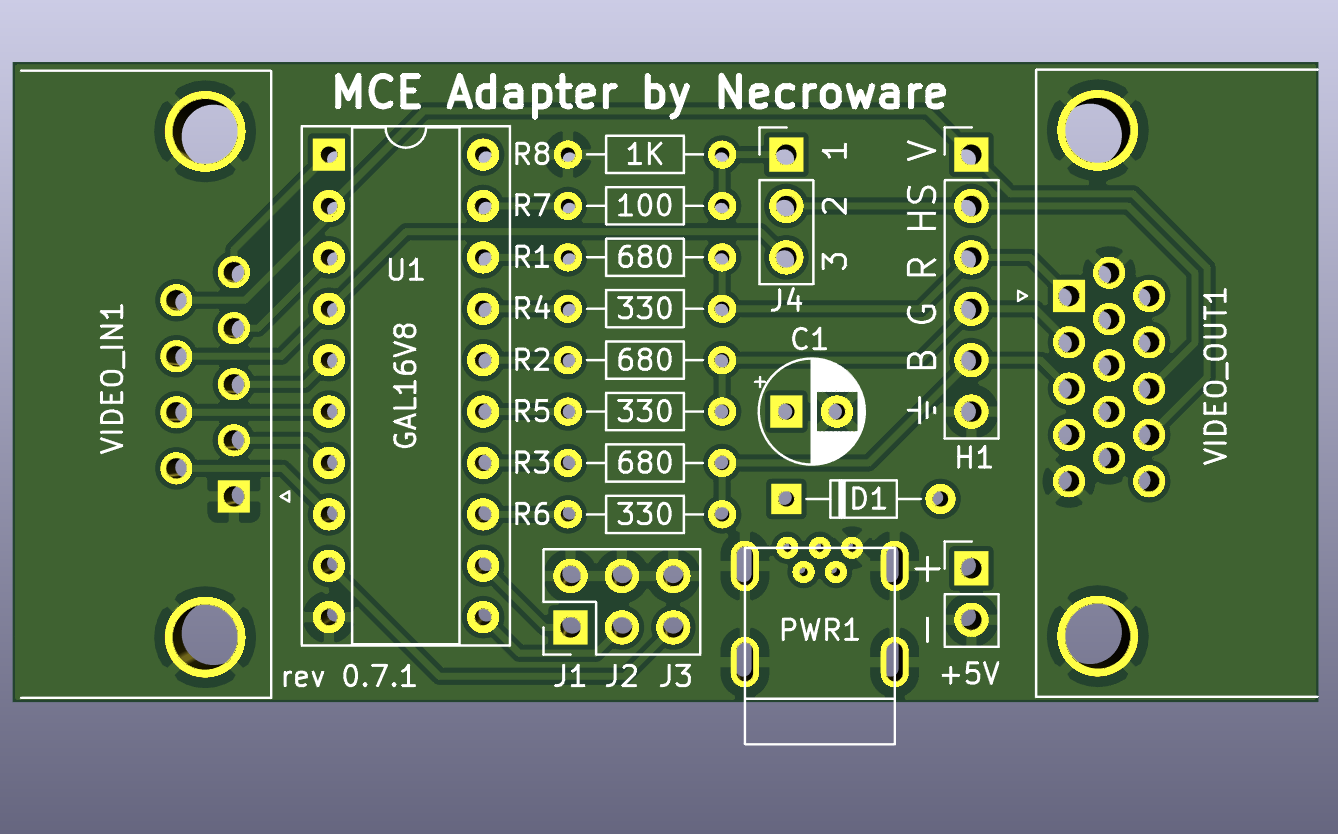 MCE Adapter by Necroware
R8 1K
R7 100
R1 680
R4 330
R2 680
R5 330
R3 680
R6 330
U1
GAL16V8
VIDEO_IN1
1
2
3
J4
C1
+
V
HS
R
G
B
H1
D1
VIDEO_OUT1
PWR1
+
-
+5V
J1 J2 J3
rev 0.7.1